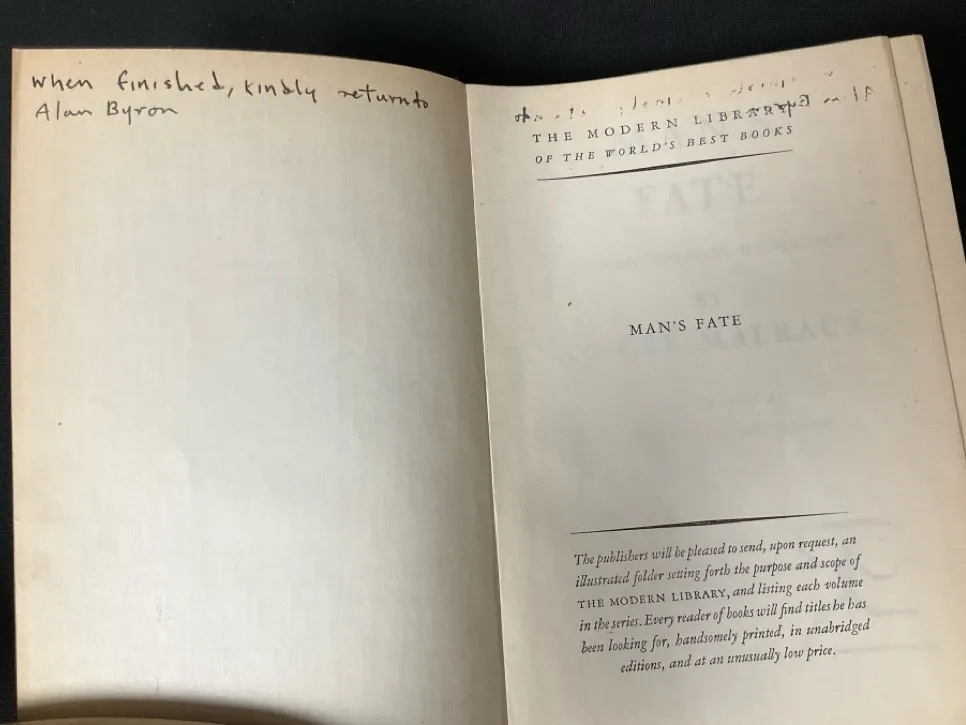 when finished, kindly return to
Alan Byron
THE MODERN LIBRARY
OF THE WORLD'S BEST BOOKS
FATE
MALRAUX
MAN'S FATE
The publishers will be pleased to send, upon request, an
illustrated folder setting forth the purpose and scope of
THE MODERN LIBRARY, and listing each volume
in the series. Every reader of books will find titles he has
been looking for, handsomely printed, in unabridged
editions, and at an unusually low price.